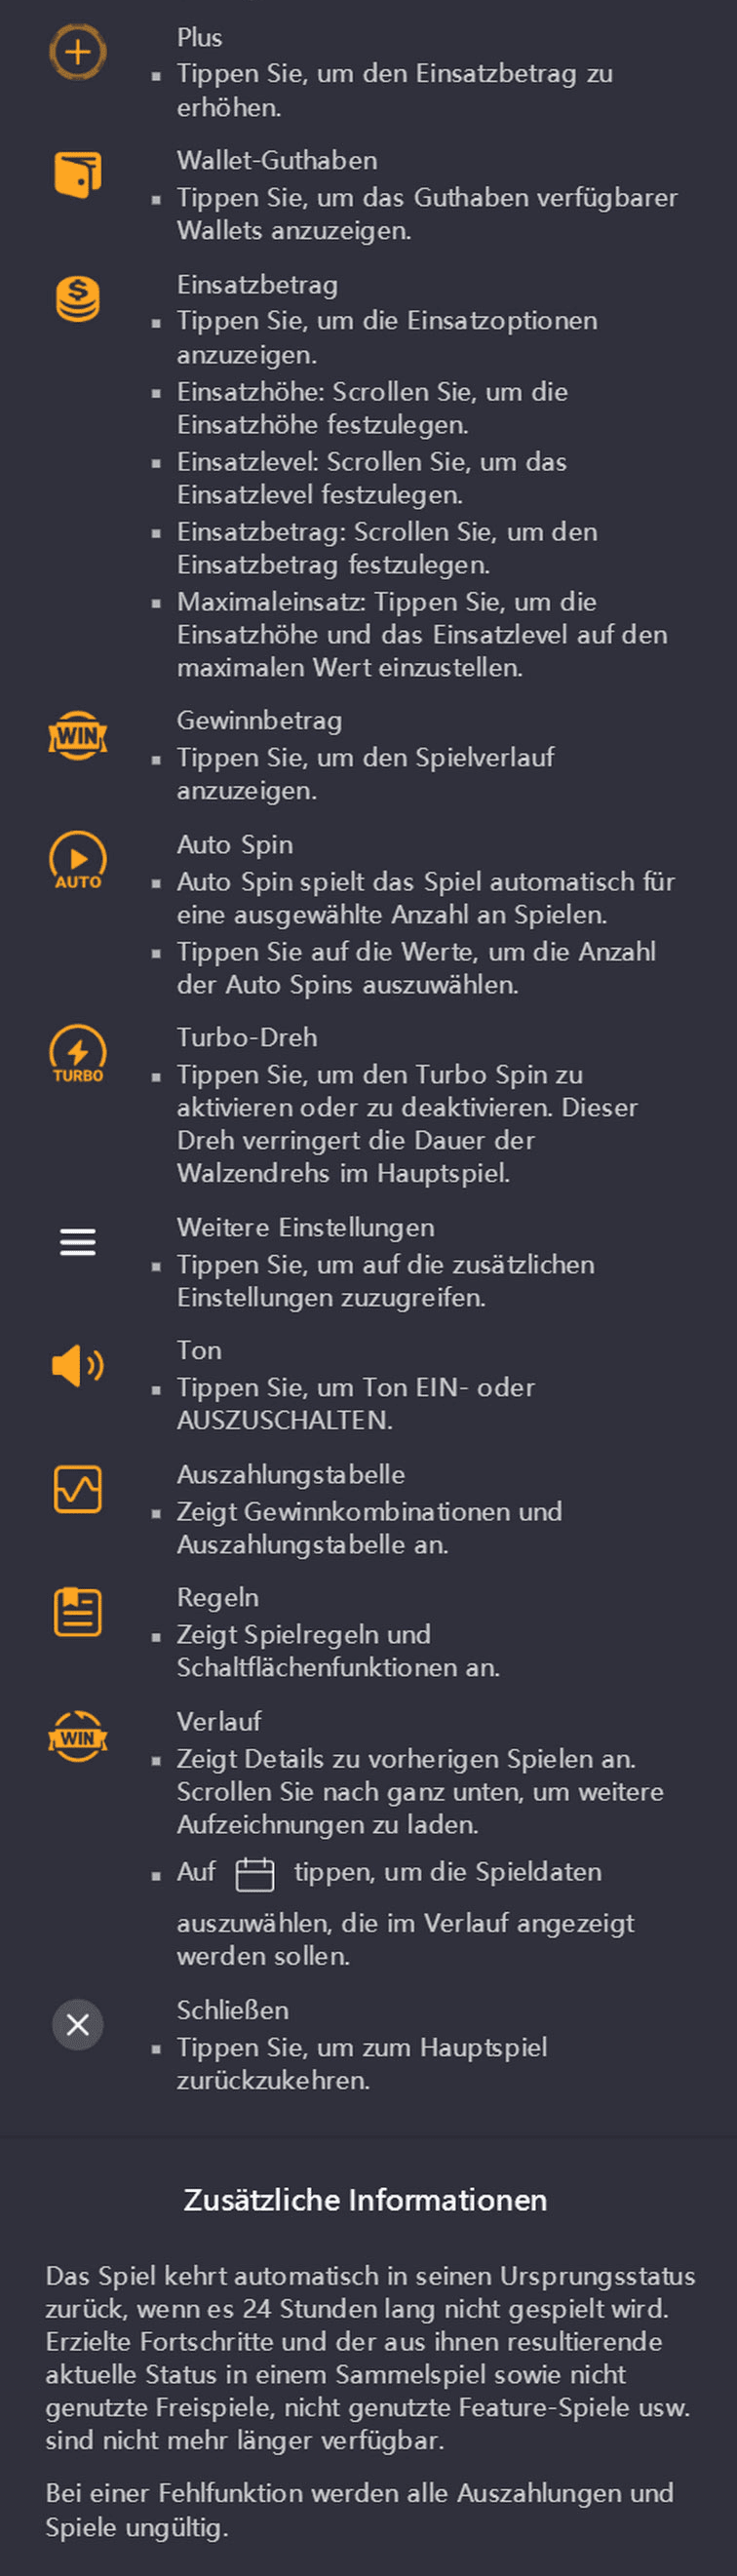 Plus
▪ Tippen Sie, um den Einsatzbetrag zu
erhöhen.
Wallet-Guthaben
▪ Tippen Sie, um das Guthaben verfügbarer
Wallets anzuzeigen.
$
Einsatzbetrag
▪ Tippen Sie, um die Einsatzoptionen
anzuzeigen.
▪ Einsatzhöhe: Scrollen Sie, um die
Einsatzhöhe festzulegen.
▪ Einsatzlevel: Scrollen Sie, um das
Einsatzlevel festzulegen.
▪ Einsatzbetrag: Scrollen Sie, um den
Einsatzbetrag festzulegen.
▪ Maximaleinsatz: Tippen Sie, um die
Einsatzhöhe und das Einsatzlevel auf den
maximalen Wert einzustellen.
WIN
Gewinnbetrag
▪ Tippen Sie, um den Spielverlauf
anzuzeigen.
AUTO
Auto Spin
▪ Auto Spin spielt das Spiel automatisch für
eine ausgewählte Anzahl an Spielen.
▪ Tippen Sie auf die Werte, um die Anzahl
der Auto Spins auszuwählen.
TURBO
Turbo-Dreh
▪ Tippen Sie, um den Turbo Spin zu
aktivieren oder zu deaktivieren. Dieser
Dreh verringert die Dauer der
Walzendrehs im Hauptspiel.
Weitere Einstellungen
▪ Tippen Sie, um auf die zusätzlichen
Einstellungen zuzugreifen.
Ton
▪ Tippen Sie, um Ton EIN- oder
AUSZUSCHALTEN.
Auszahlungstabelle
▪ Zeigt Gewinnkombinationen und
Auszahlungstabelle an.
Regeln
▪ Zeigt Spielregeln und
Schaltflächenfunktionen an.
WIN
Verlauf
▪ Zeigt Details zu vorherigen Spielen an.
Scrollen Sie nach ganz unten, um weitere
Aufzeichnungen zu laden.
▪ Auf tippen, um die Spieldaten
auszuwählen, die im Verlauf angezeigt
werden sollen.
Schließen
▪ Tippen Sie, um zum Hauptspiel
zurückzukehren.
Zusätzliche Informationen
Das Spiel kehrt automatisch in seinen Ursprungsstatus
zurück, wenn es 24 Stunden lang nicht gespielt wird.
Erzielte Fortschritte und der aus ihnen resultierende
aktuelle Status in einem Sammelspiel sowie nicht
genutzte Freispiele, nicht genutzte Feature-Spiele usw.
sind nicht mehr länger verfügbar.
Bei einer Fehlfunktion werden alle Auszahlungen und
Spiele ungültig.